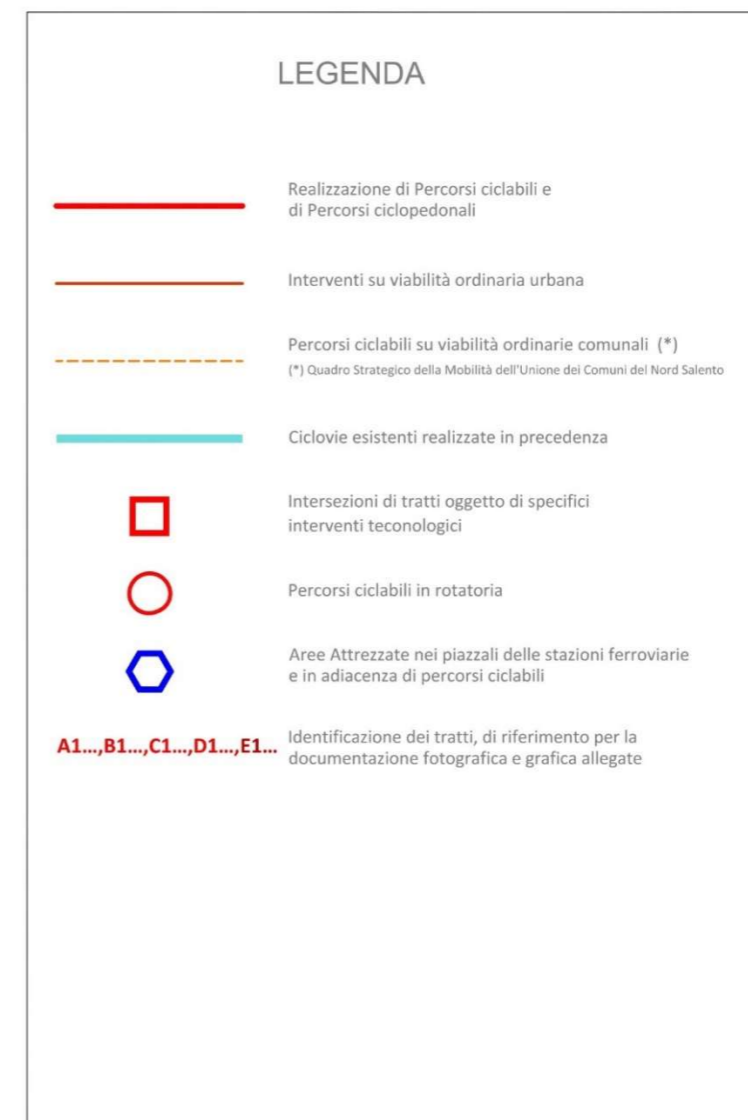 LEGENDA
Realizzazione di Percorsi ciclabili e
di Percorsi ciclopedonali
Interventi su viabilità ordinaria urbana
Percorsi ciclabili su viabilità ordinarie comunali (*)
(*) Quadro Strategico della Mobilità dell'Unione dei Comuni del Nord Salento
Ciclovie esistenti realizzate in precedenza
Intersezioni di tratti oggetto di specifici
interventi teconologici
Percorsi ciclabili in rotatoria
Aree Attrezzate nei piazzali delle stazioni ferroviarie
e in adiacenza di percorsi ciclabili
A1...,B1...,C1...,D1...,E1...
Identificazione dei tratti, di riferimento per la
documentazione fotografica e grafica allegate